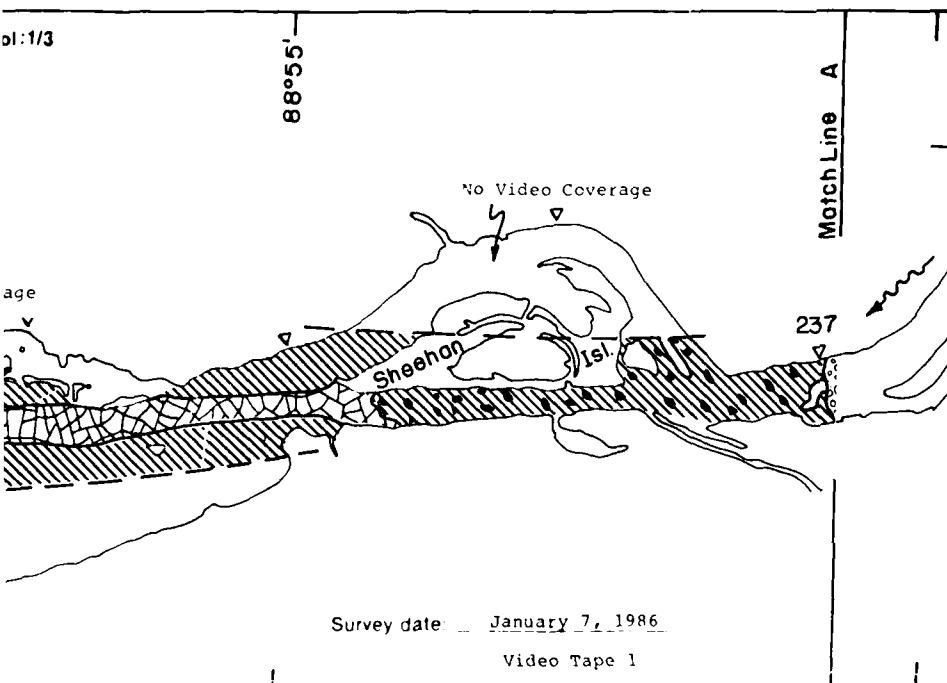 ol:1/3
88°55'
Match Line A
No Video Coverage
age
237
Sheehan Isl.
Survey date: January 7, 1986
Video Tape 1